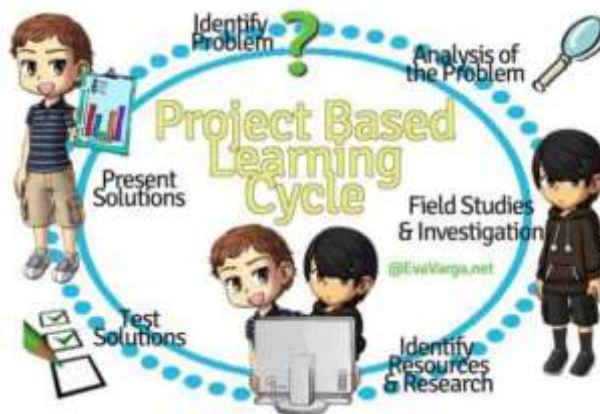 Identify
Problem
Analysis of
the Problem
Project Based
Learning
Cycle
Present
Solutions
Field Studies
& Investigation
@EvaVarga.net
Test
Solutions
Identify
Resources
& Research